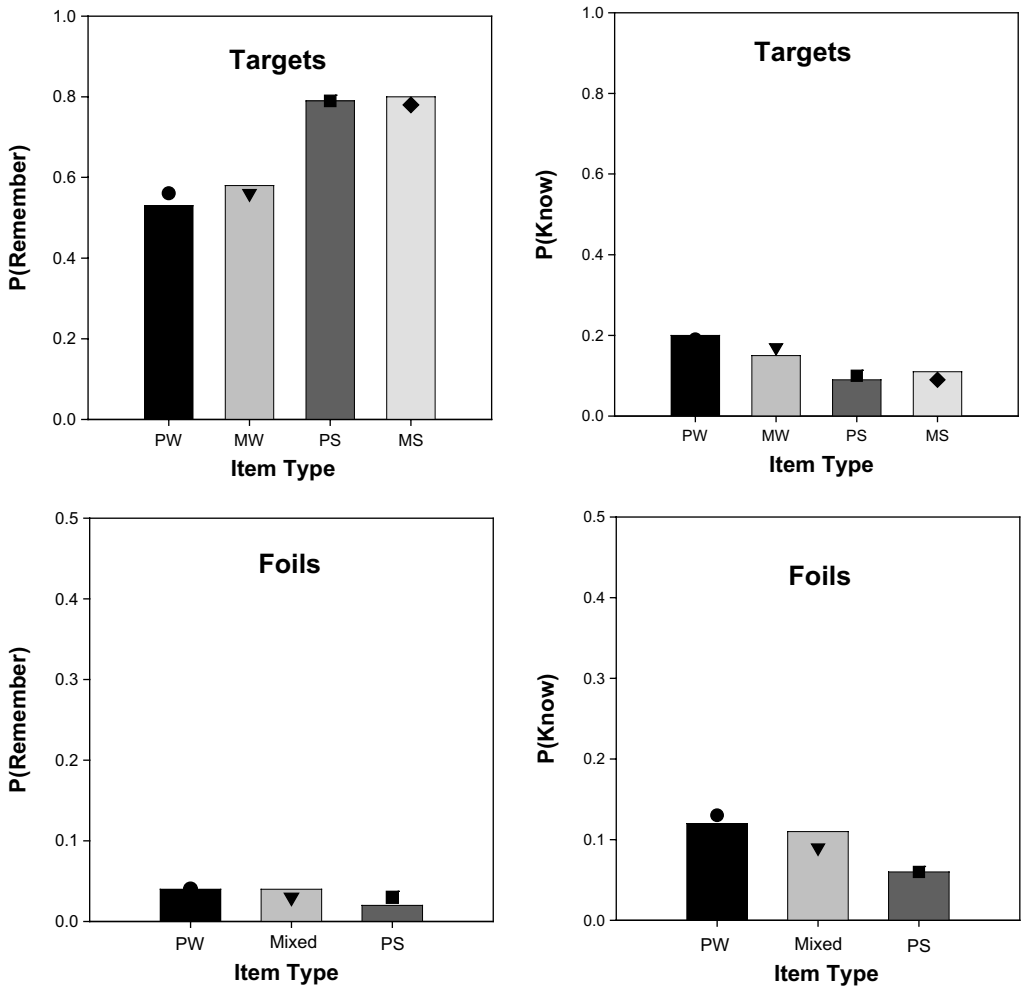 Targets
P(Remember)
1.0
0.8
0.6
0.4
0.2
0.0
PW MW PS MS
Item Type
Targets
P(Know)
1.0
0.8
0.6
0.4
0.2
0.0
PW MW PS MS
Item Type
Foils
P(Remember)
0.5
0.4
0.3
0.2
0.1
0.0
PW Mixed PS
Item Type
Foils
P(Know)
0.5
0.4
0.3
0.2
0.1
0.0
PW Mixed PS
Item Type